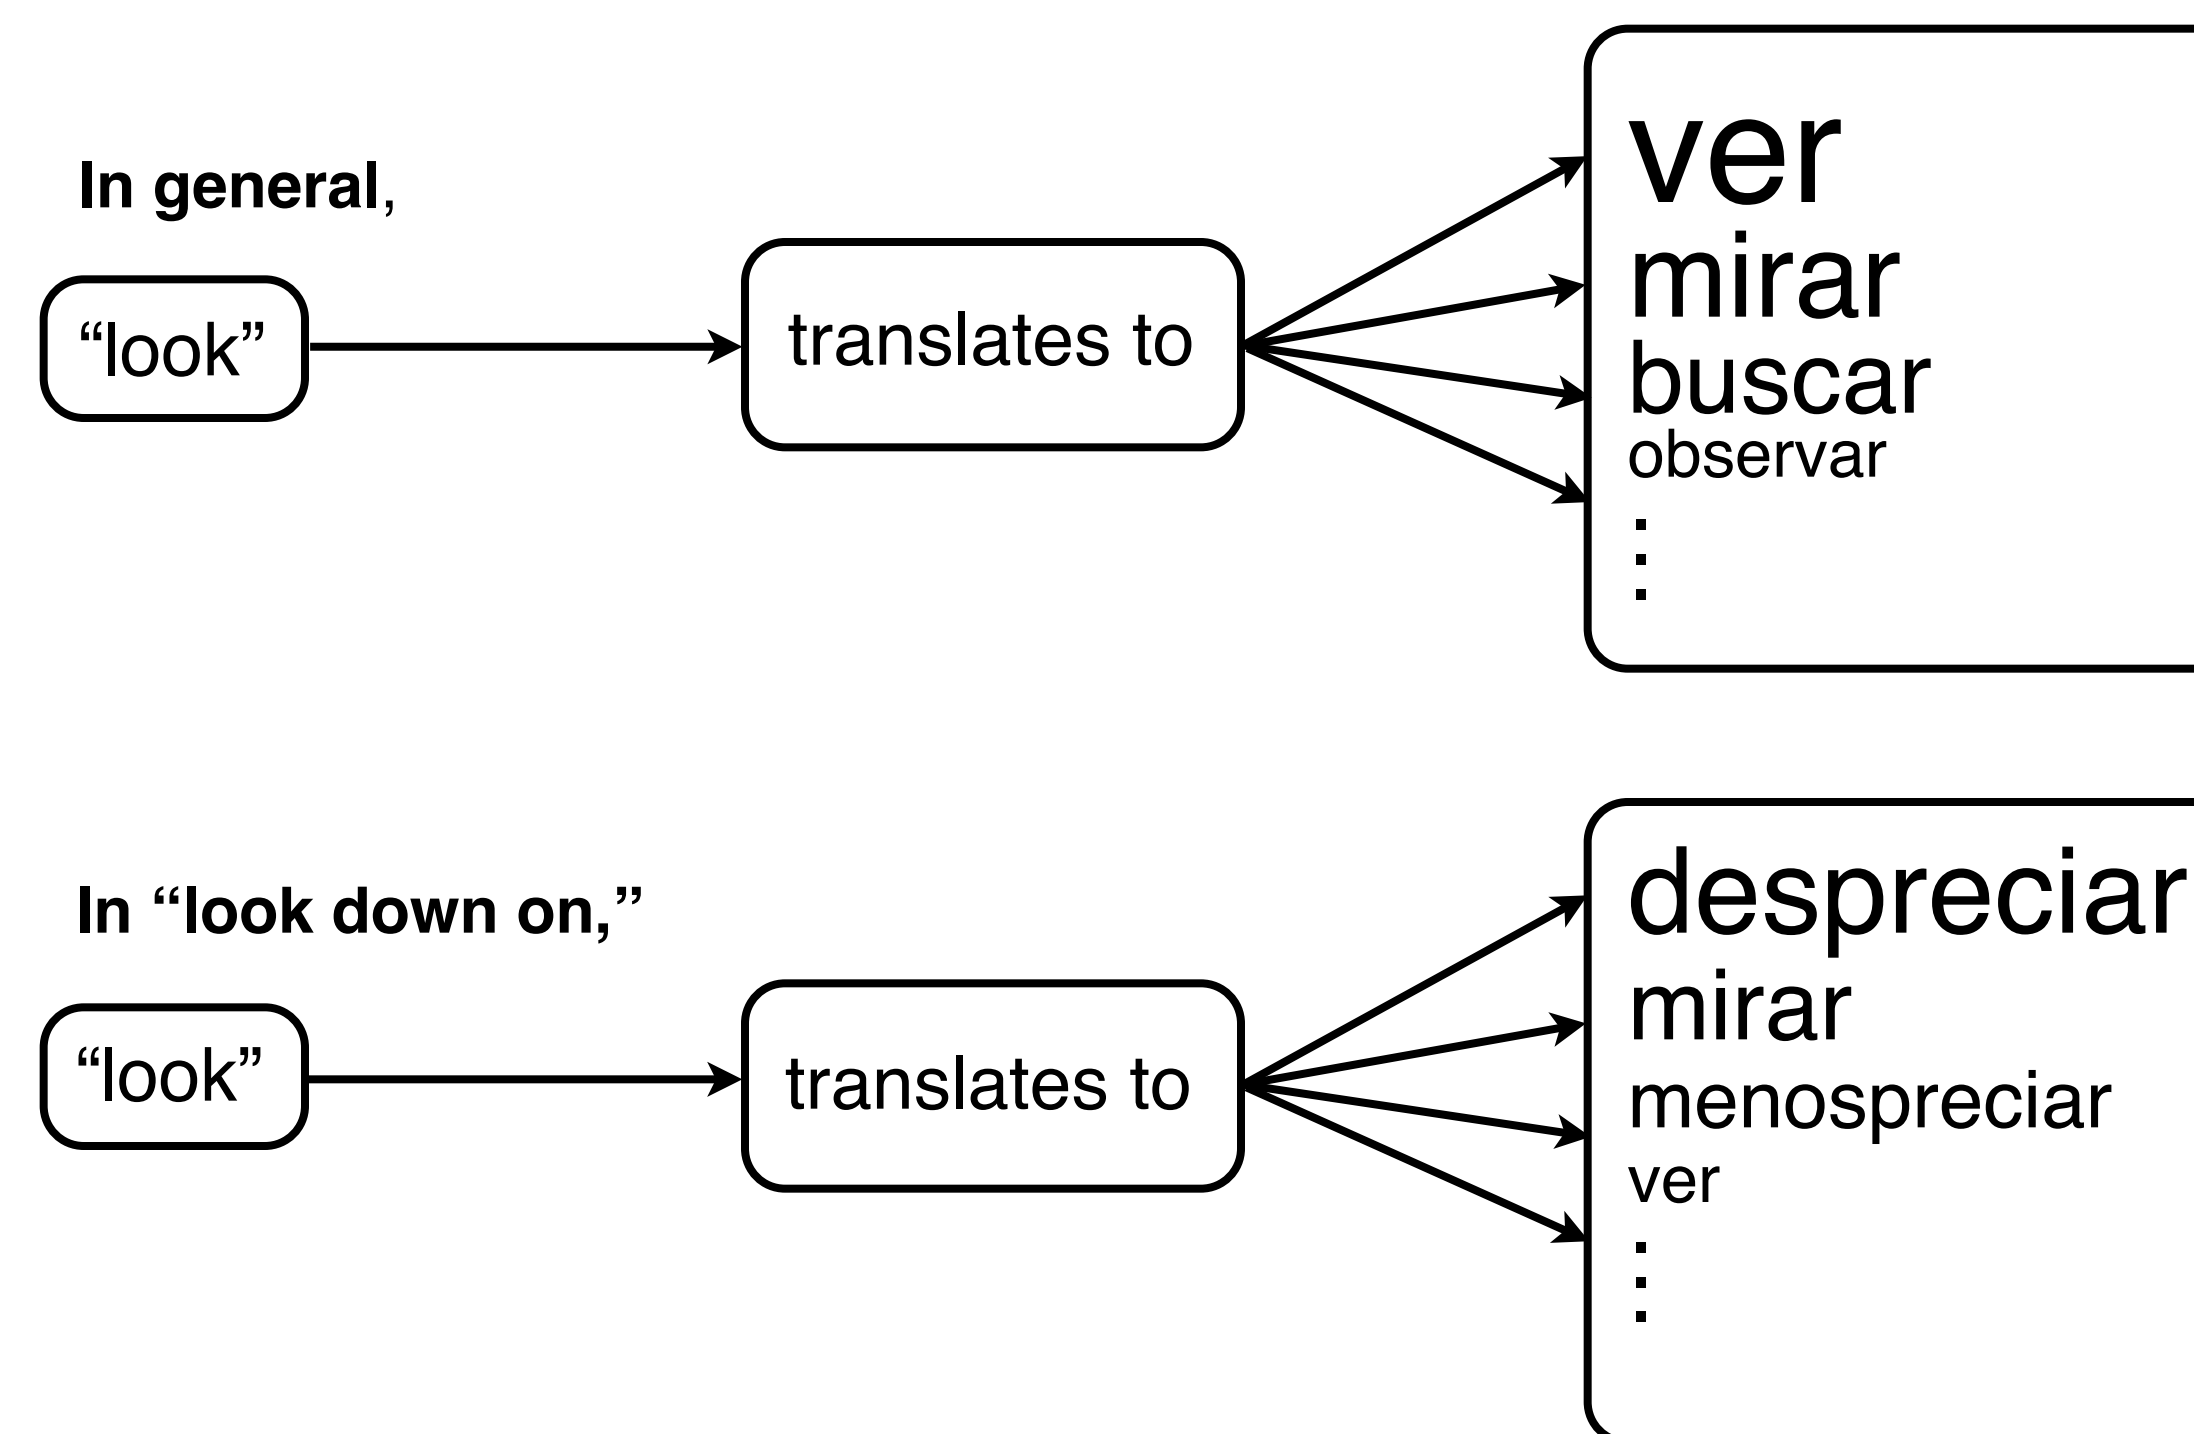 In general,
“look”
translates to
ver
mirar
buscar
observar
⋮
In “look down on,”
“look”
translates to
despreciar
mirar
menospreciar
ver
⋮